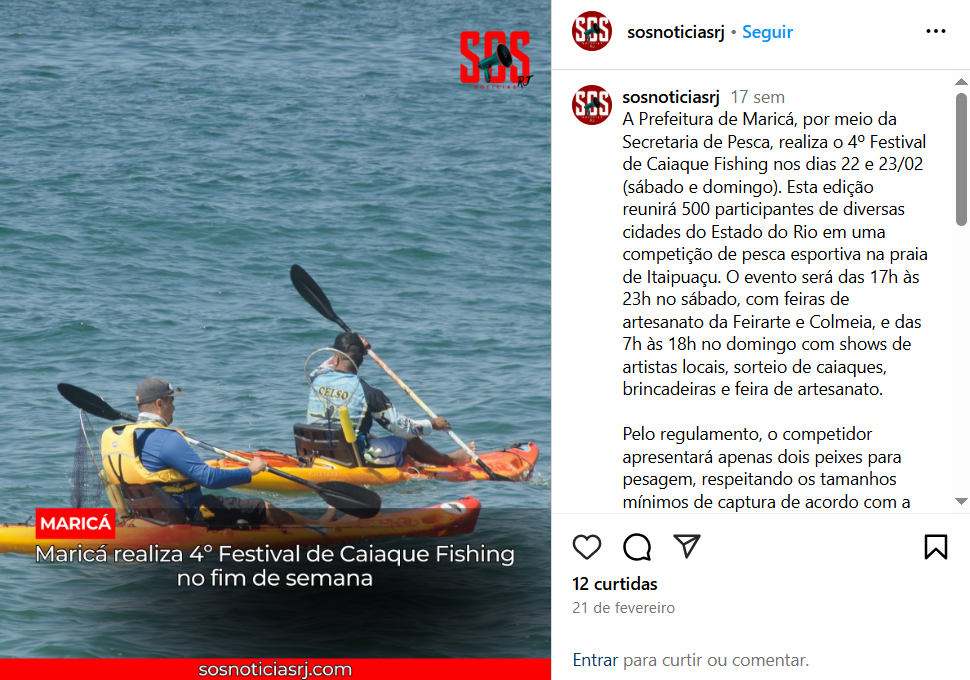 SOS
NOTICIAS RJ
CELSO
MARICÁ
Maricá realiza 4º Festival de Caiaque Fishing
no fim de semana
sosnoticiasrj.com
sosnoticiasrj • Seguir
sosnoticiasrj 17 sem
A Prefeitura de Maricá, por meio da
Secretaria de Pesca, realiza o 4º Festival
de Caiaque Fishing nos dias 22 e 23/02
(sábado e domingo). Esta edição
reunirá 500 participantes de diversas
cidades do Estado do Rio em uma
competição de pesca esportiva na praia
de Itaipuaçu. O evento será das 17h às
23h no sábado, com feiras de
artesanato da Feirarte e Colmeia, e das
7h às 18h no domingo com shows de
artistas locais, sorteio de caiaques,
brincadeiras e feira de artesanato.
Pelo regulamento, o competidor
apresentará apenas dois peixes para
pesagem, respeitando os tamanhos
mínimos de captura de acordo com a
12 curtidas
21 de fevereiro
Entrar para curtir ou comentar.